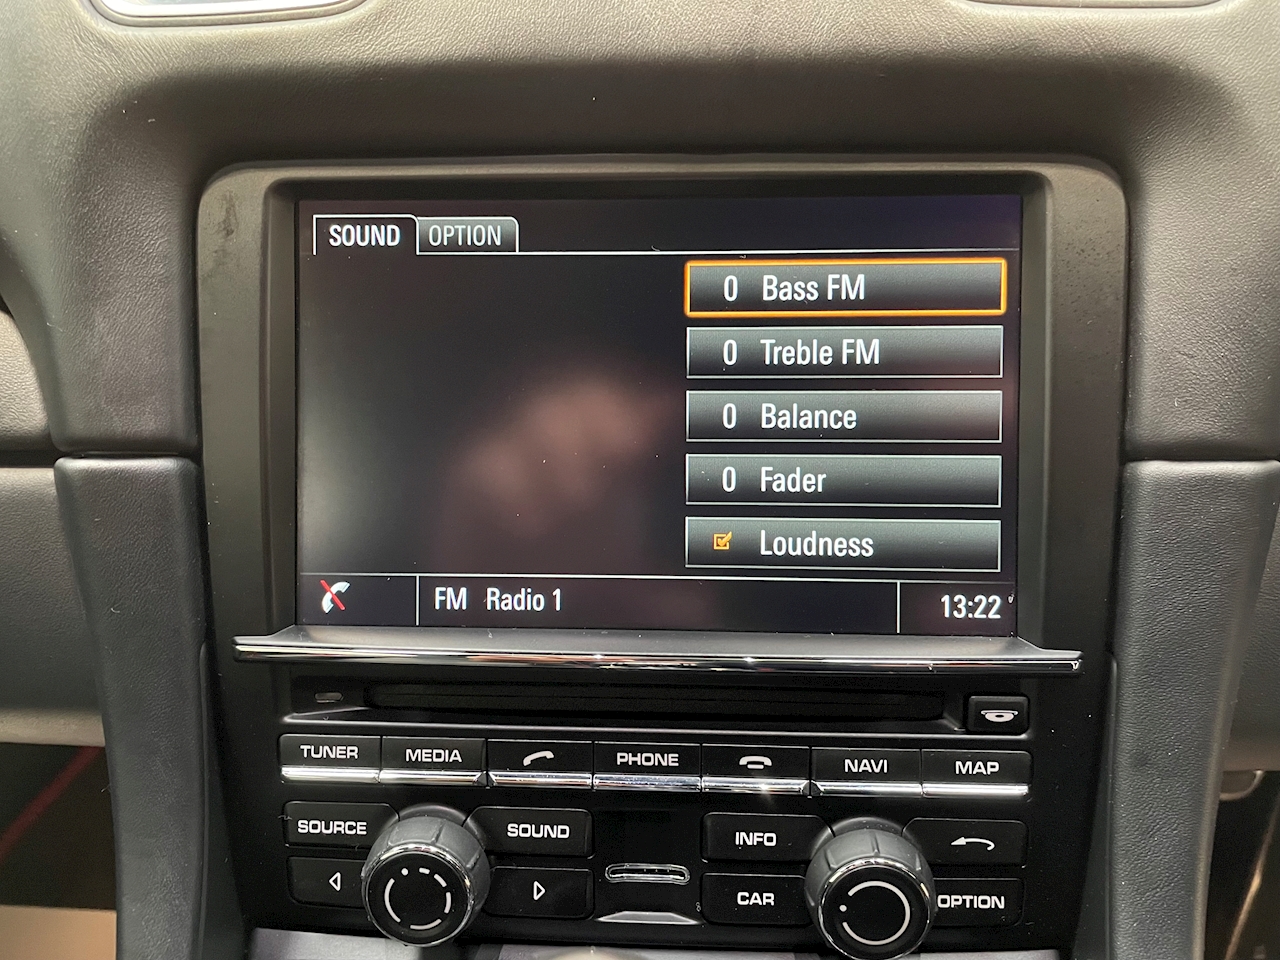 SOUND OPTION
0 Bass FM
0 Treble FM
0 Balance
0 Fader
Loudness
FM Radio 1
13:22
TUNER MEDIA PHONE NAVI MAP
SOURCE SOUND INFO
CAR OPTION